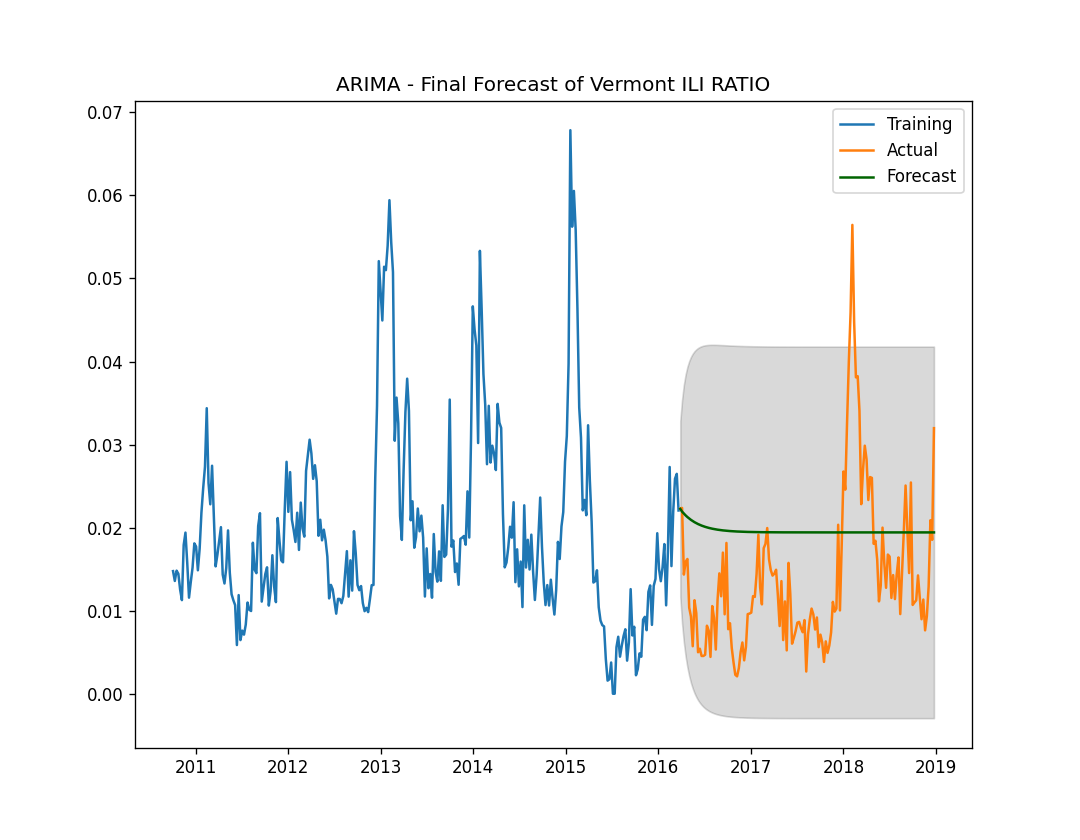 ARIMA - Final Forecast of Vermont ILI RATIO
Training
Actual
Forecast
0.07
0.06
0.05
0.04
0.03
0.02
0.01
0.00
2011 2012 2013 2014 2015 2016 2017 2018 2019